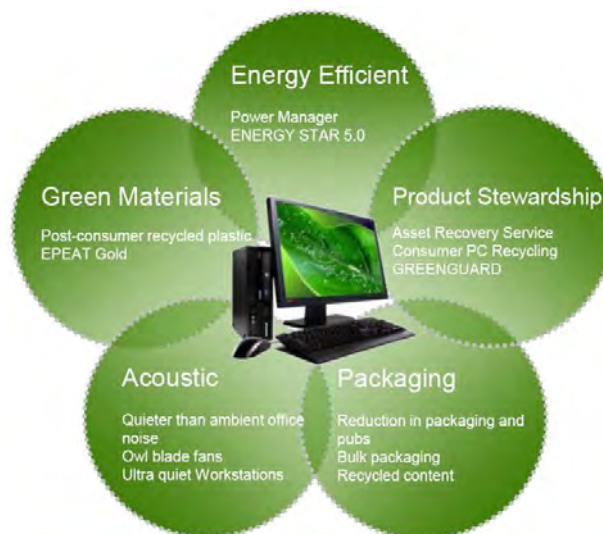 Energy Efficient
Power Manager
ENERGY STAR 5.0
Green Materials
Post-consumer recycled plastic
EPEAT Gold
Product Stewardship
Asset Recovery Service
Consumer PC Recycling
GREENGUARD
Acoustic
Quieter than ambient office
noise
Owl blade fans
Ultra quiet Workstations
Packaging
Reduction in packaging and
pubs
Bulk packaging
Recycled content